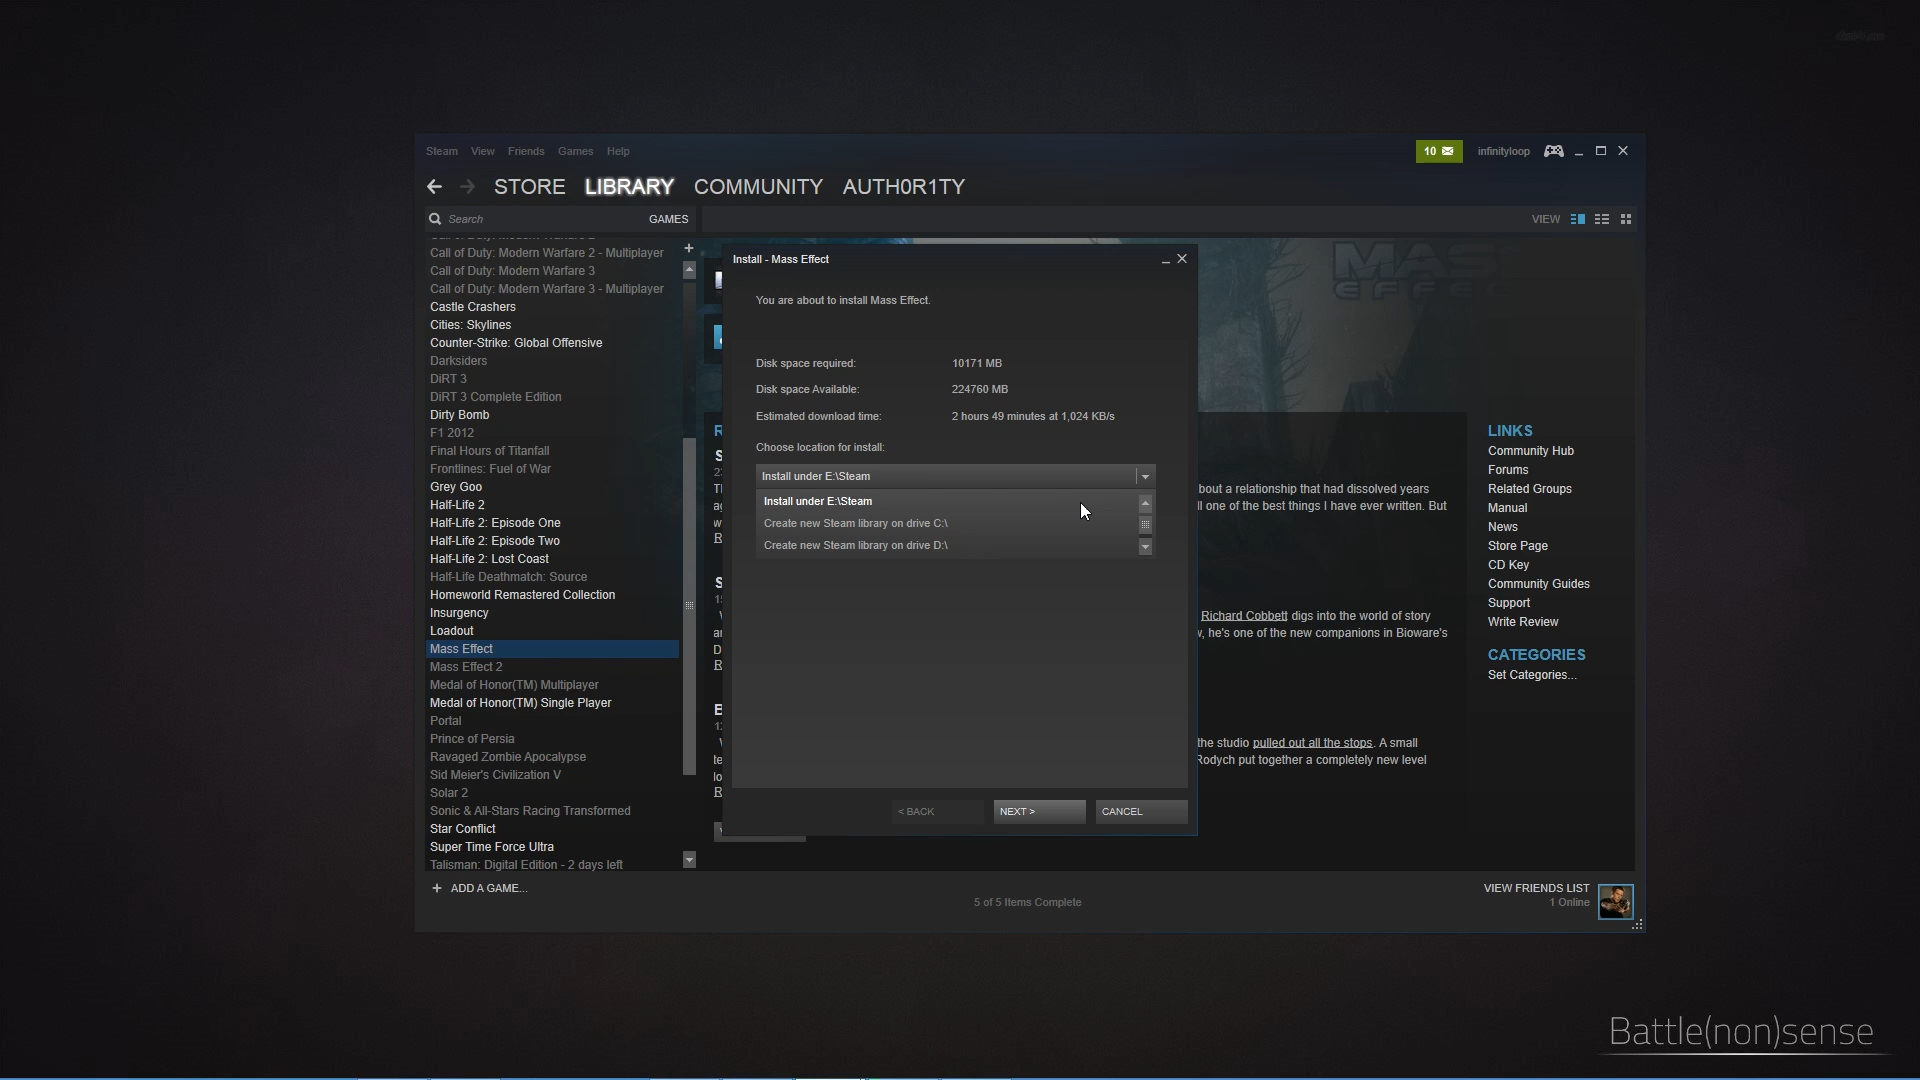 Steam View Friends Games Help
10 infinityloop
STORE LIBRARY COMMUNITY AUTH0R1TY
Search GAMES
VIEW
Call of Duty: Modern Warfare 2
Call of Duty: Modern Warfare 2 - Multiplayer
Call of Duty: Modern Warfare 3
Call of Duty: Modern Warfare 3 - Multiplayer
Castle Crashers
Cities: Skylines
Counter-Strike: Global Offensive
Darksiders
DiRT 3
DiRT 3 Complete Edition
Dirty Bomb
F1 2012
Final Hours of Titanfall
Frontlines: Fuel of War
Grey Goo
Half-Life 2
Half-Life 2: Episode One
Half-Life 2: Episode Two
Half-Life 2: Lost Coast
Half-Life Deathmatch: Source
Homeworld Remastered Collection
Insurgency
Loadout
Mass Effect
Mass Effect 2
Medal of Honor(TM) Multiplayer
Medal of Honor(TM) Single Player
Portal
Prince of Persia
Ravaged Zombie Apocalypse
Sid Meier's Civilization V
Solar 2
Sonic & All-Stars Racing Transformed
Star Conflict
Super Time Force Ultra
Talisman: Digital Edition - 2 days left
+ ADD A GAME...
Install - Mass Effect
You are about to install Mass Effect.
Disk space required: 10171 MB
Disk space Available: 224760 MB
Estimated download time: 2 hours 49 minutes at 1,024 KB/s
Choose location for install:
Install under E:\Steam
Install under E:\Steam
Create new Steam library on drive C:\
Create new Steam library on drive D:\
< BACK NEXT > CANCEL
MASS
EFFECT
bout a relationship that had dissolved years
l one of the best things I have ever written. But
Richard Cobbett digs into the world of story
, he's one of the new companions in Bioware's
the studio pulled out all the stops. A small
Rodych put together a completely new level
LINKS
Community Hub
Forums
Related Groups
Manual
News
Store Page
CD Key
Community Guides
Support
Write Review
CATEGORIES
Set Categories...
5 of 5 Items Complete
VIEW FRIENDS LIST
1 Online
Battle(non)sense